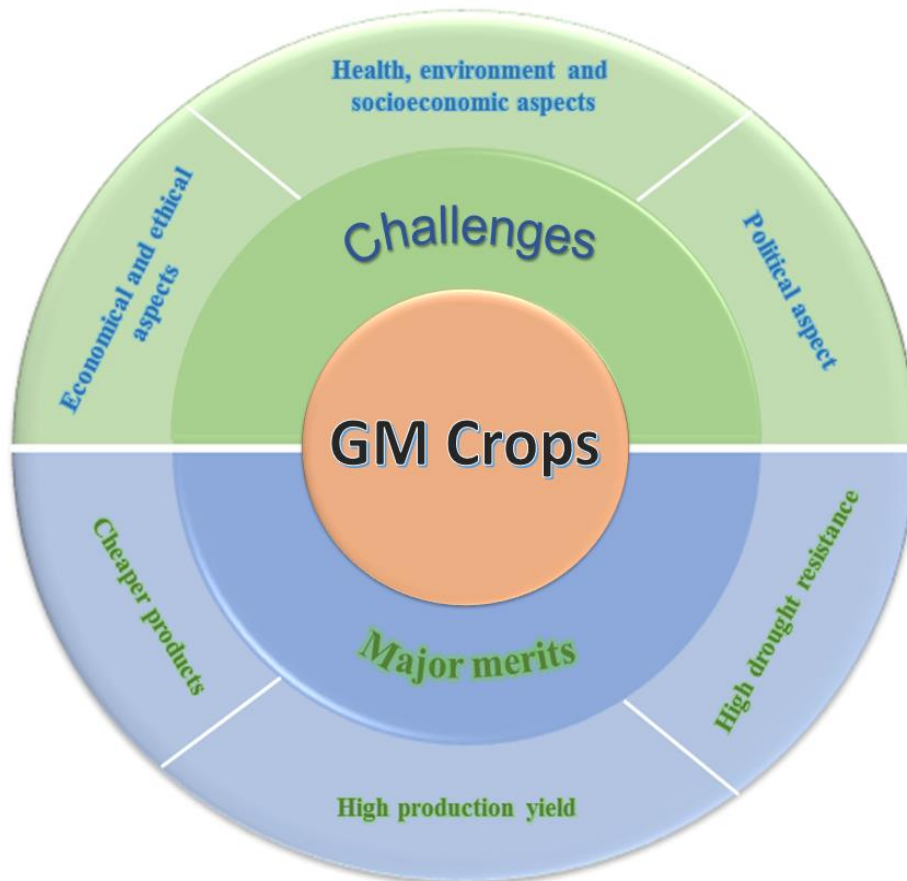 Health, environment and
socioeconomic aspects
Economical and ethical
aspects
Political aspect
Challenges
GM Crops
Major merits
Cheaper products
High drought resistance
High production yield